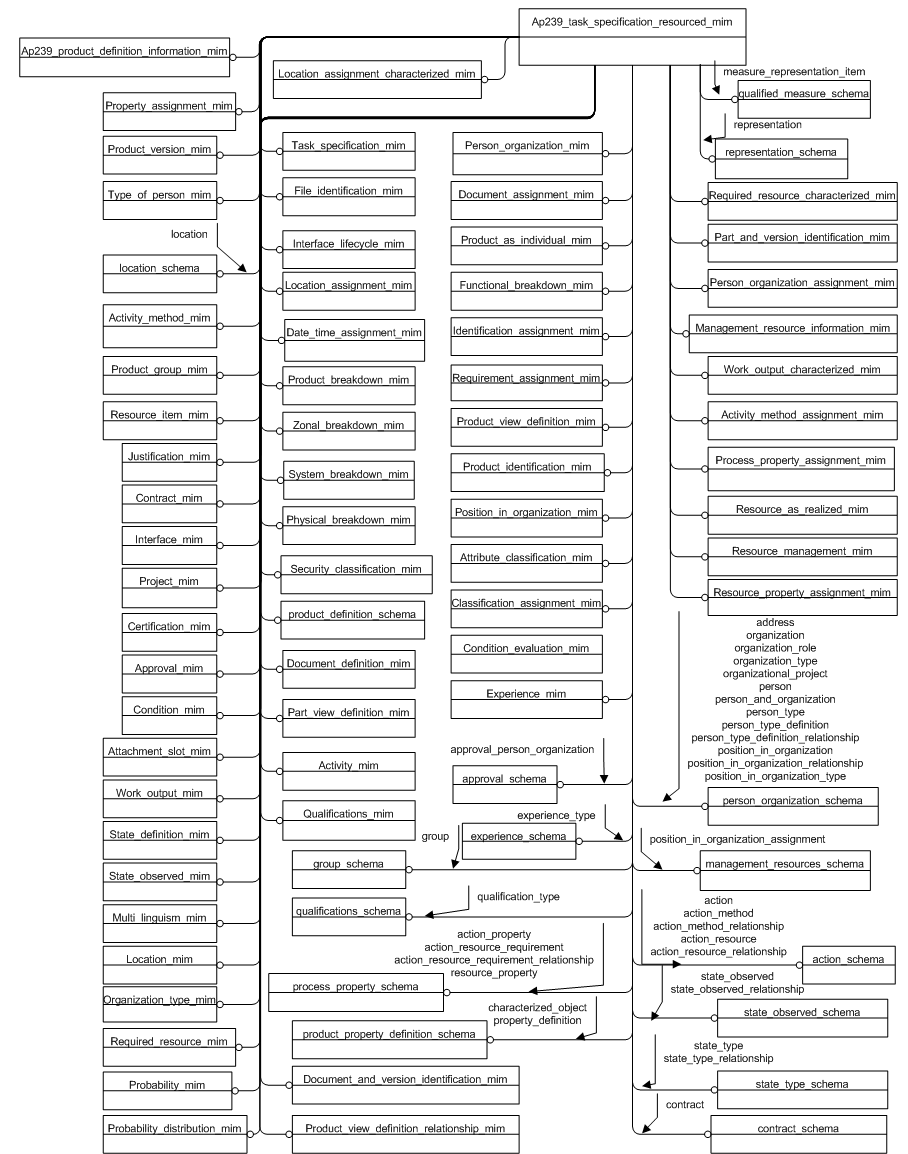 Ap239_task_specification_resourced_mim
Ap239_product_definition_information_mim
Location_assignment_characterized_mim
measure_representation_item
qualified_measure_schema
Property_assignment_mim
representation
Product_version_mim
Task_specification_mim
Person_organization_mim
representation_schema
Type_of_person_mim
File_identification_mim
Document_assignment_mim
Required_resource_characterized_mim
location
Interface_lifecycle_mim
Product_as_individual_mim
Part_and_version_identification_mim
location_schema
Location_assignment_mim
Functional_breakdown_mim
Person_organization_assignment_mim
Activity_method_mim
Date_time_assignment_mim
Identification_assignment_mim
Management_resource_information_mim
Product_group_mim
Product_breakdown_mim
Requirement_assignment_mim
Work_output_characterized_mim
Resource_item_mim
Zonal_breakdown_mim
Product_view_definition_mim
Activity_method_assignment_mim
Justification_mim
System_breakdown_mim
Product_identification_mim
Process_property_assignment_mim
Contract_mim
Physical_breakdown_mim
Position_in_organization_mim
Resource_as_realized_mim
Interface_mim
Security_classification_mim
Attribute_classification_mim
Resource_management_mim
Project_mim
product_definition_schema
Classification_assignment_mim
Resource_property_assignment_mim
Certification_mim
Document_definition_mim
Condition_evaluation_mim
address
organization
organization_role
organization_type
organizational_project
person
person_and_organization
person_type
person_type_definition
person_type_definition_relationship
position_in_organization
position_in_organization_relationship
position_in_organization_type
Approval_mim
Part_view_definition_mim
Experience_mim
Condition_mim
Attachment_slot_mim
Activity_mim
approval_person_organization
approval_schema
person_organization_schema
Work_output_mim
Qualifications_mim
experience_type
State_definition_mim
group
experience_schema
position_in_organization_assignment
State_observed_mim
group_schema
management_resources_schema
Multi_linguism_mim
qualifications_schema
qualification_type
action
action_method
action_method_relationship
action_resource
action_resource_relationship
Location_mim
action_property
action_resource_requirement
action_resource_requirement_relationship
resource_property
action_schema
Organization_type_mim
process_property_schema
state_observed
state_observed_relationship
state_observed_schema
Required_resource_mim
characterized_object
property_definition
product_property_definition_schema
state_type
state_type_relationship
Probability_mim
Document_and_version_identification_mim
state_type_schema
contract
Probability_distribution_mim
Product_view_definition_relationship_mim
contract_schema